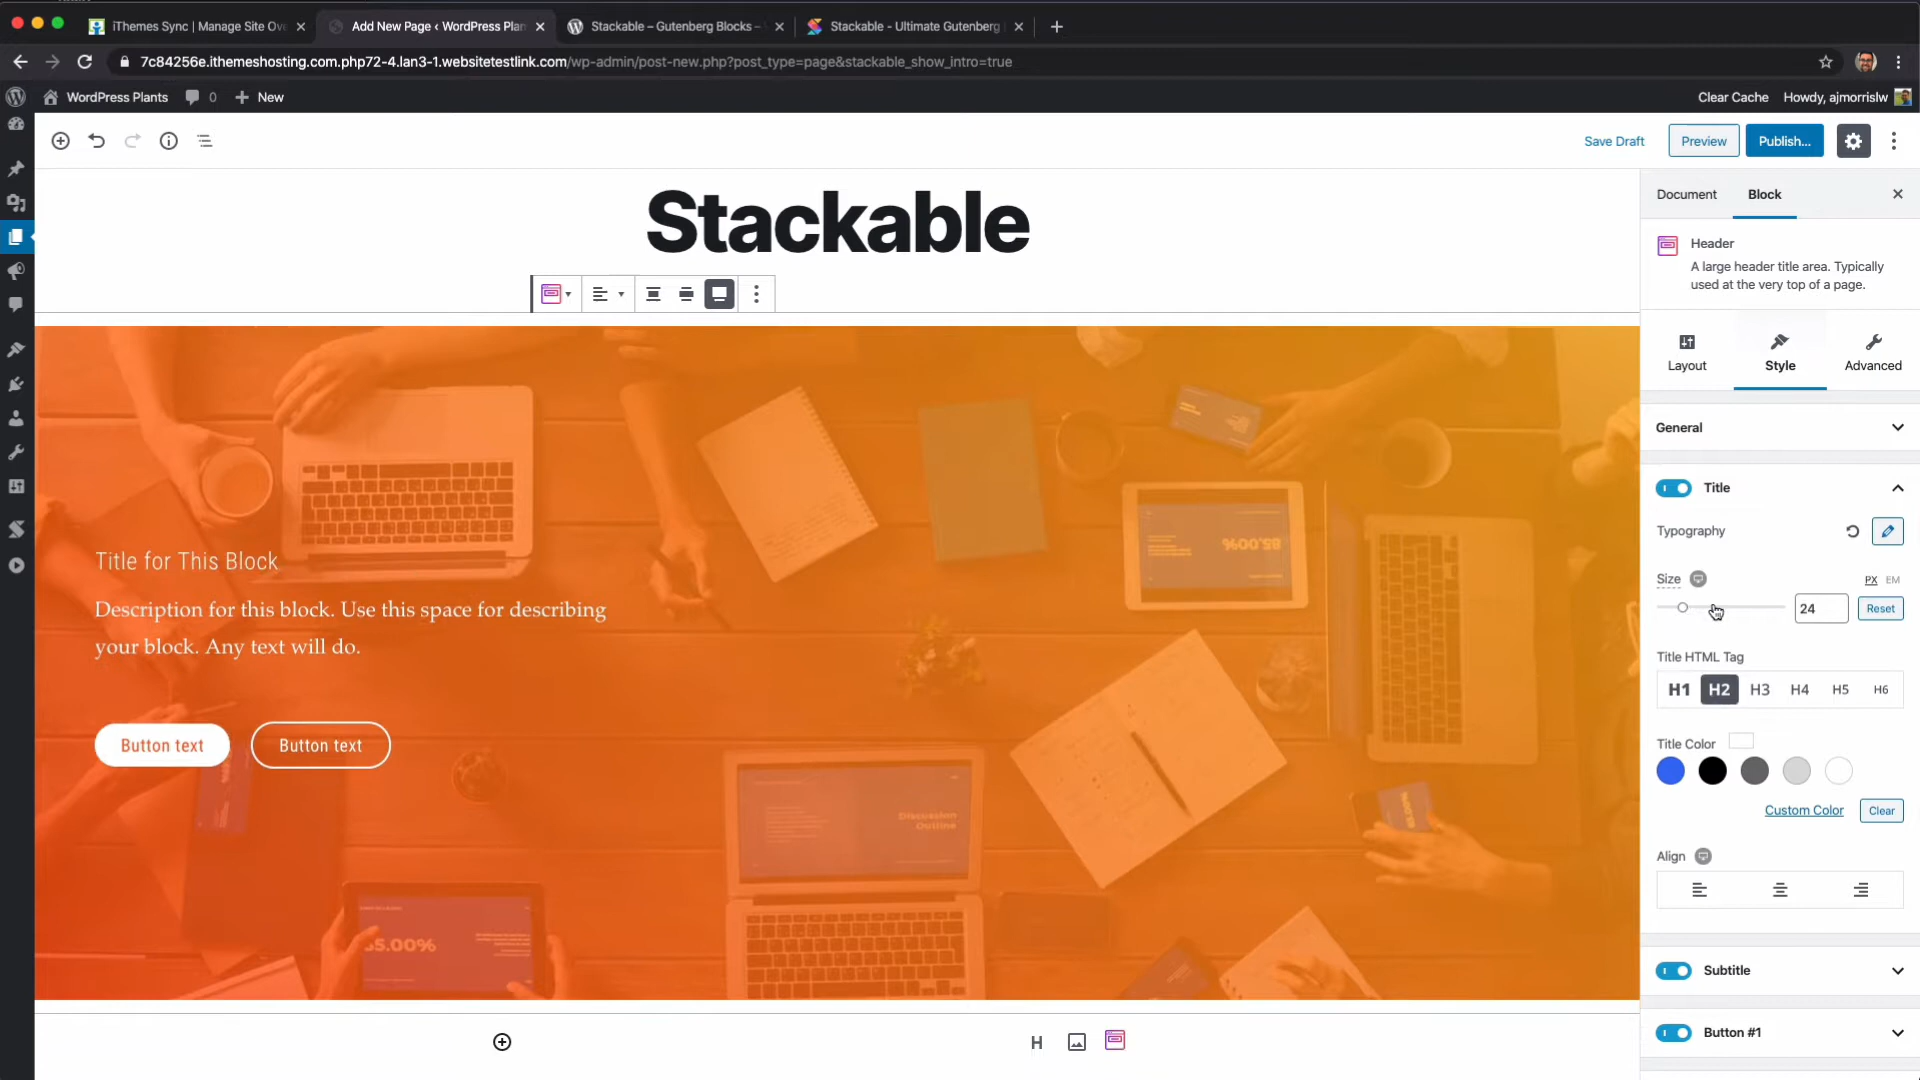 iThemes Sync | Manage Site Ov
Add New Page ‹ WordPress Plan
Stackable – Gutenberg Blocks –
Stackable - Ultimate Gutenberg
7c84256e.ithemeshosting.com.php72-4.lan3-1.websitetestlink.com/wp-admin/post-new.php?post_type=page&stackable_show_intro=true
WordPress Plants
0
New
Clear Cache
Howdy, ajmorrislw
Save Draft
Preview
Publish...
Stackable
Title for This Block
Description for this block. Use this space for describing
your block. Any text will do.
Button text
Button text
85.00%
85.00%
Discussion
Outline
H
Document
Block
Header
A large header title area. Typically
used at the very top of a page.
Layout
Style
Advanced
General
Title
Typography
Size
PX
EM
24
Reset
Title HTML Tag
H1
H2
H3
H4
H5
H6
Title Color
Custom Color
Clear
Align
Subtitle
Button #1